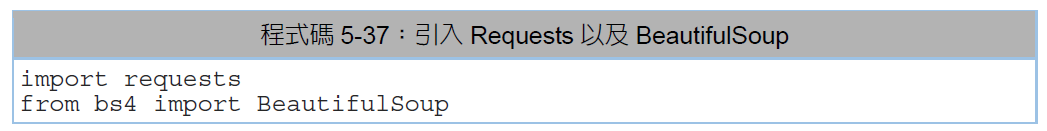 程式碼 5-37：引入 Requests 以及 BeautifulSoup
import requests
from bs4 import BeautifulSoup